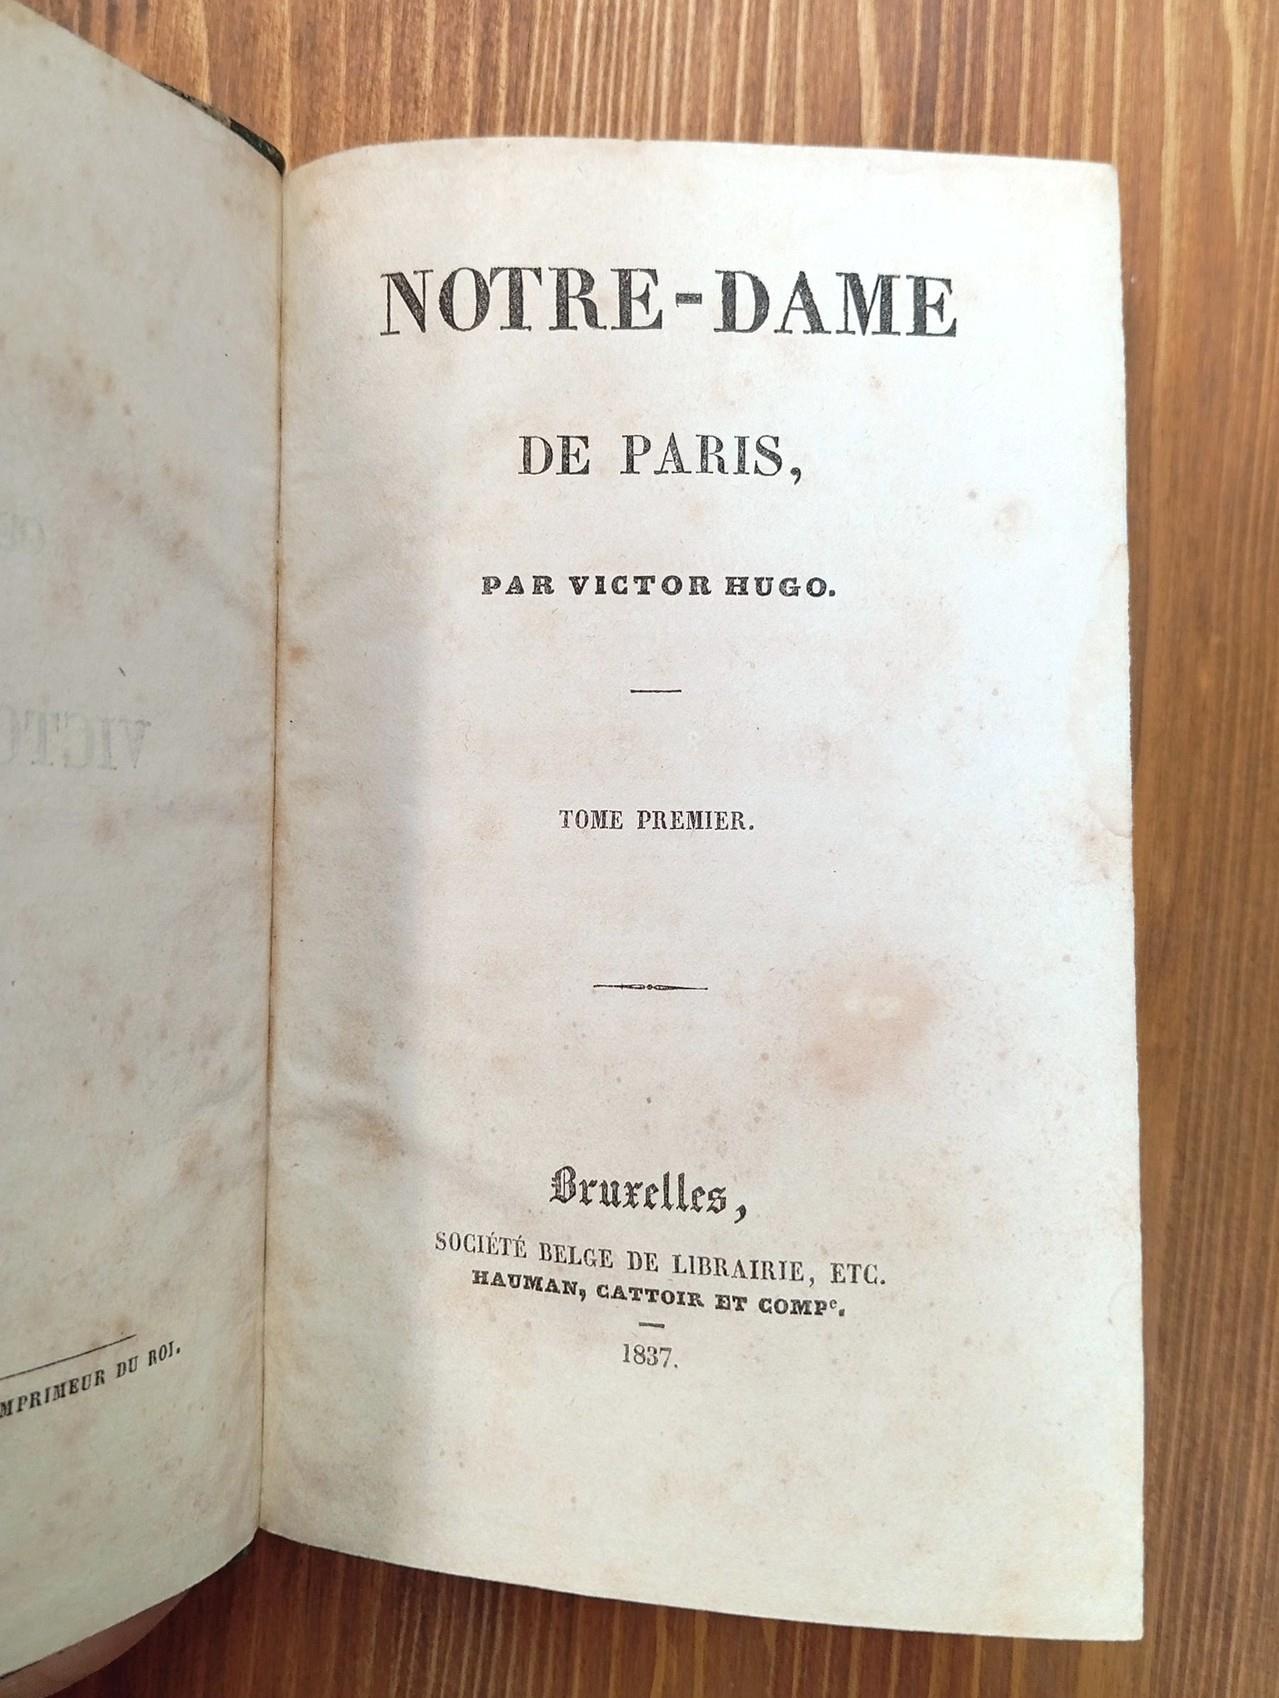 IMPRIMEUR DU ROI.
NOTRE-DAME
DE PARIS,
PAR VICTOR HUGO.
TOME PREMIER.
Bruxelles,
SOCIÉTÉ BELGE DE LIBRAIRIE, ETC.
HAUMAN, CATTOIR ET COMPᵉ.
1837.